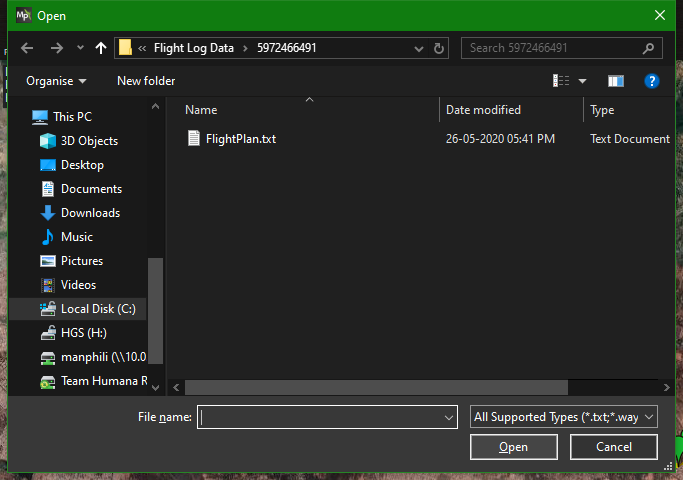 Mp
Open
« Flight Log Data > 5972466491
Search 5972466491
Organise
New folder
?
This PC
3D Objects
Desktop
Documents
Downloads
Music
Pictures
Videos
Local Disk (C:)
HGS (H:)
manphili (\\10.0
Team Humana R
Name
Date modified
Type
FlightPlan.txt
26-05-2020 05:41 PM
Text Document
File name:
All Supported Types (*.txt;*.way
Open
Cancel